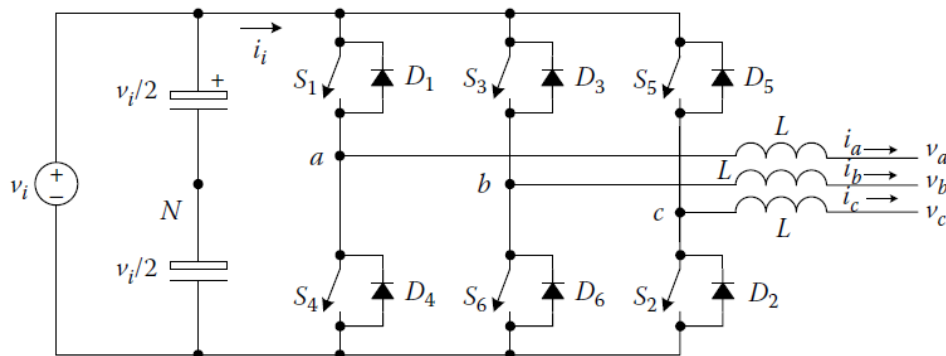 i_i
v_i/2
+
S_1
D_1
S_3
D_3
S_5
D_5
L
i_a
v_a
a
v_i
+
−
N
b
L
i_b
v_b
c
i_c
v_c
L
v_i/2
S_4
D_4
S_6
D_6
S_2
D_2